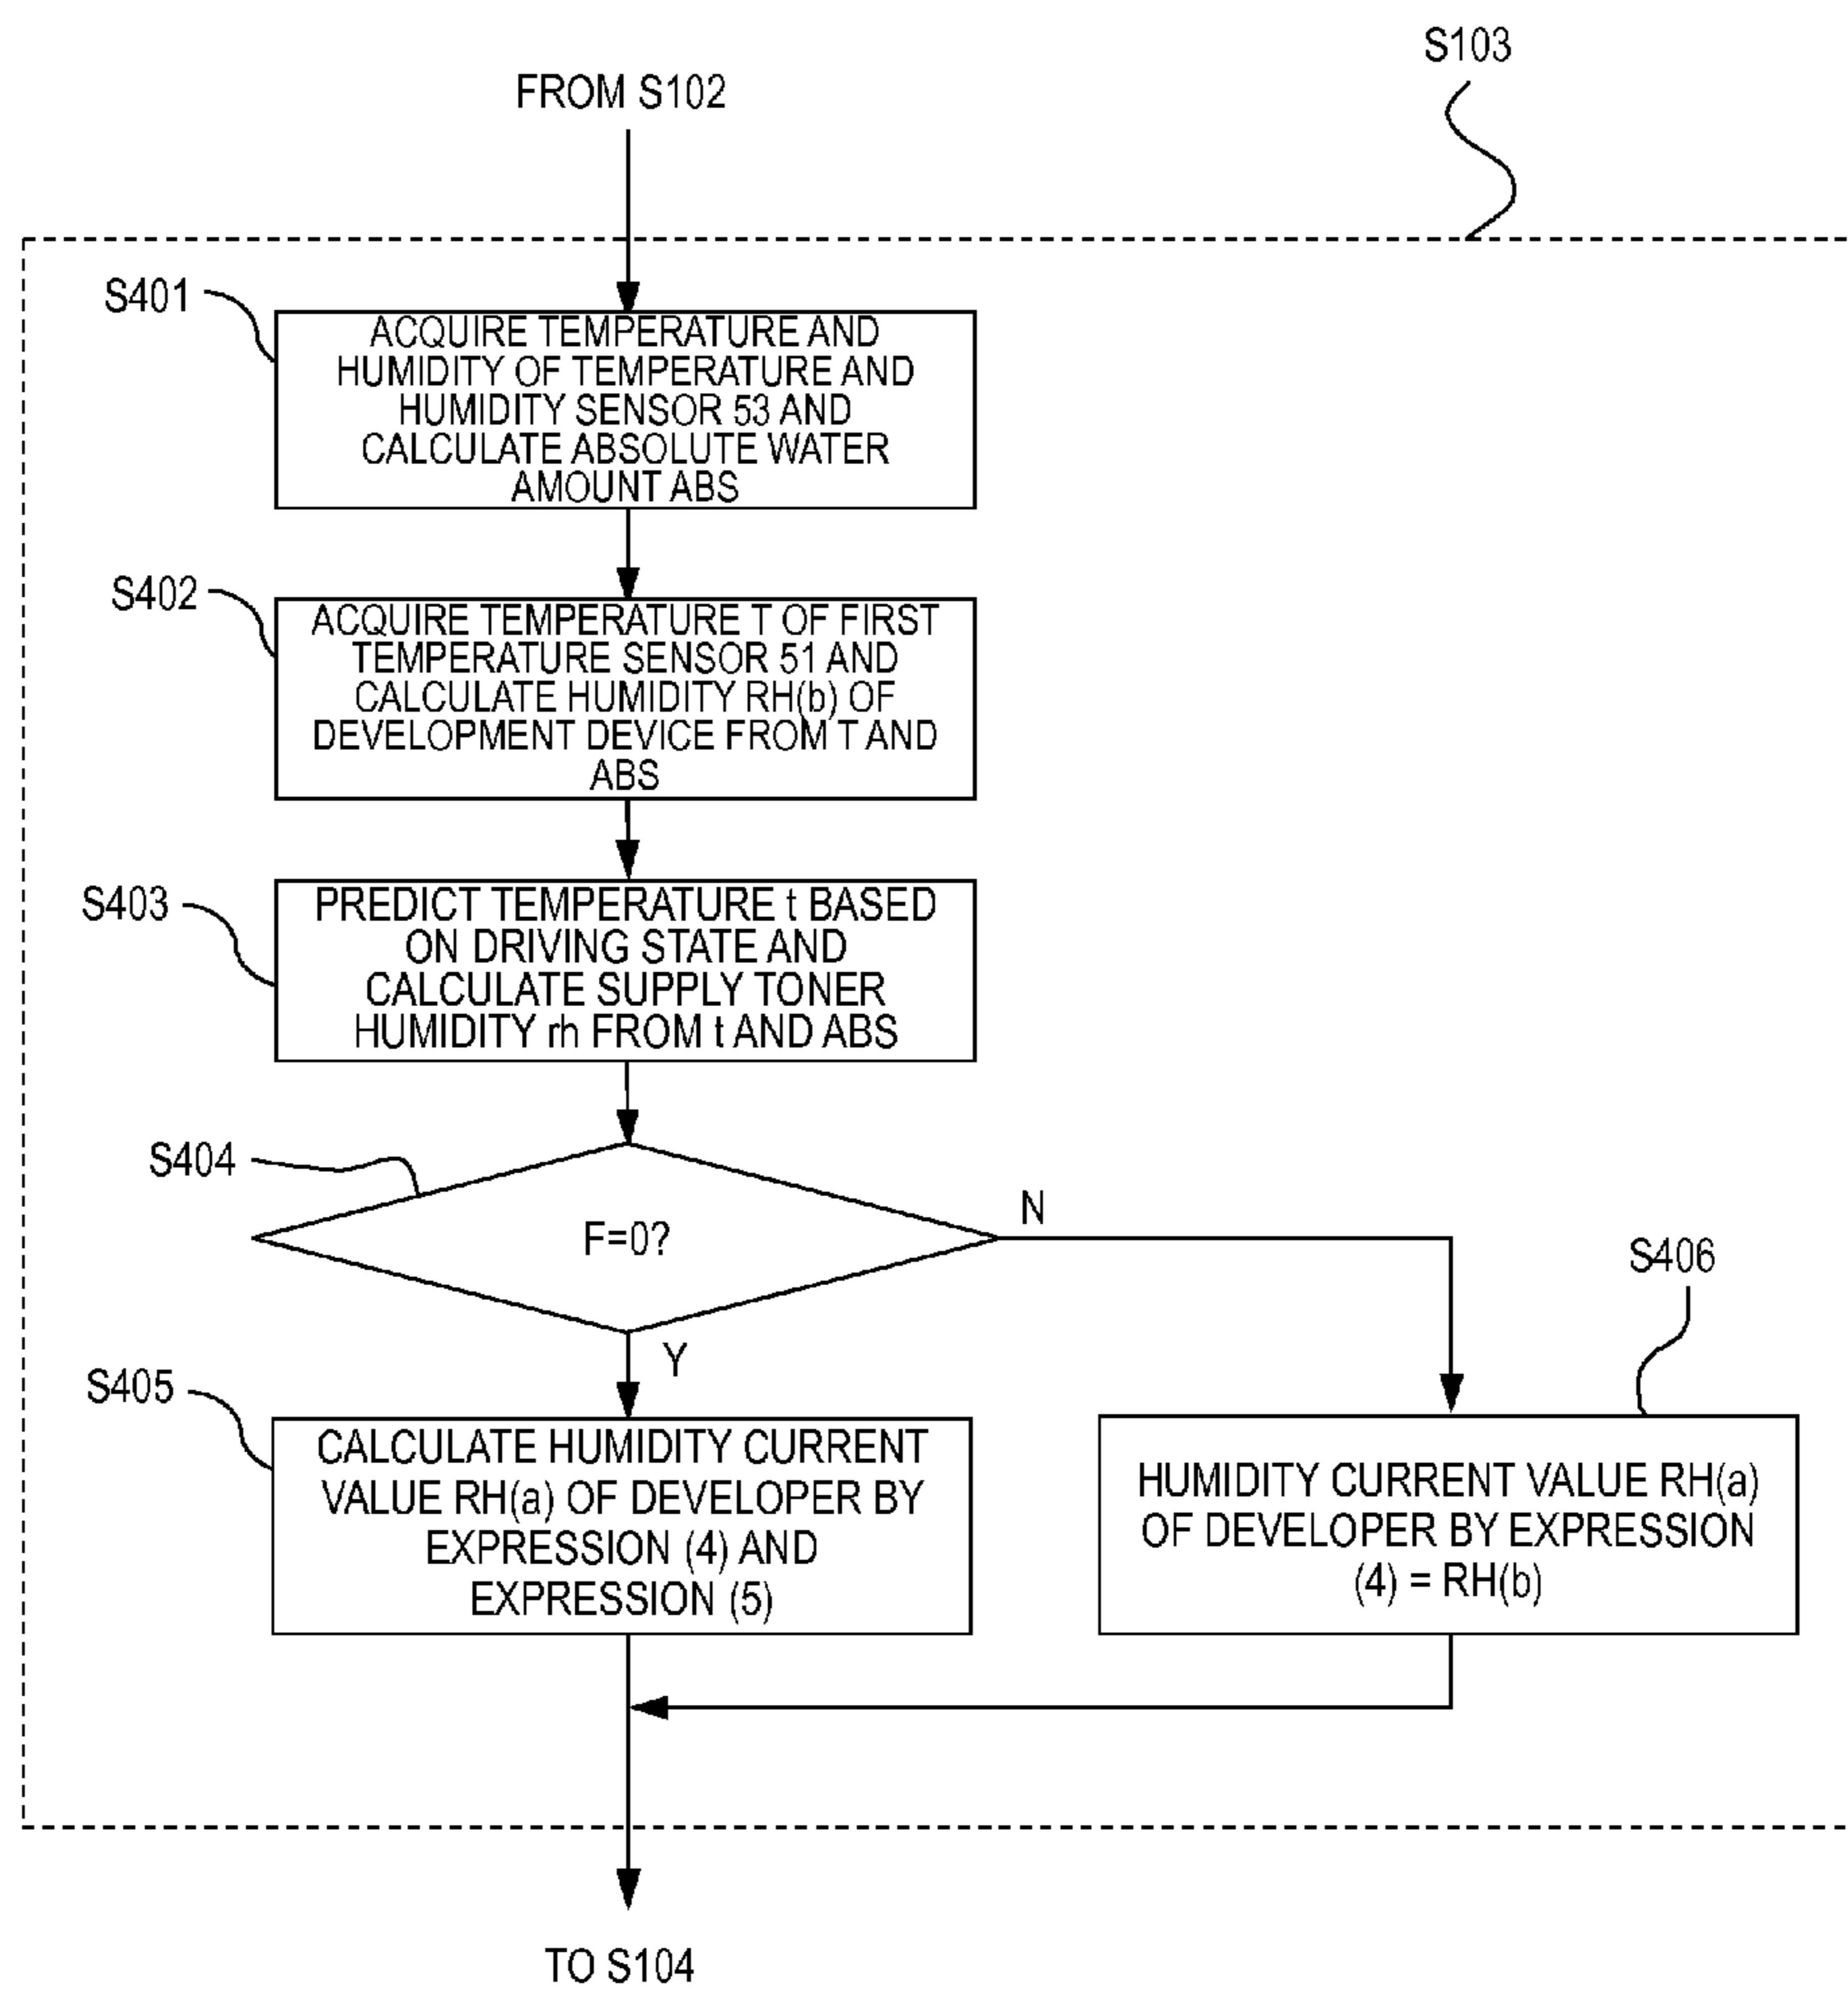 S103
FROM S102
S401
ACQUIRE TEMPERATURE AND
HUMIDITY OF TEMPERATURE AND
HUMIDITY SENSOR 53 AND
CALCULATE ABSOLUTE WATER
AMOUNT ABS
S402
ACQUIRE TEMPERATURE T OF FIRST
TEMPERATURE SENSOR 51 AND
CALCULATE HUMIDITY RH(b) OF
DEVELOPMENT DEVICE FROM T AND
ABS
S403
PREDICT TEMPERATURE t BASED
ON DRIVING STATE AND
CALCULATE SUPPLY TONER
HUMIDITY rh FROM t AND ABS
S404
F=0?
N
Y
S405
CALCULATE HUMIDITY CURRENT
VALUE RH(a) OF DEVELOPER BY
EXPRESSION (4) AND
EXPRESSION (5)
S406
HUMIDITY CURRENT VALUE RH(a)
OF DEVELOPER BY EXPRESSION
(4) = RH(b)
TO S104